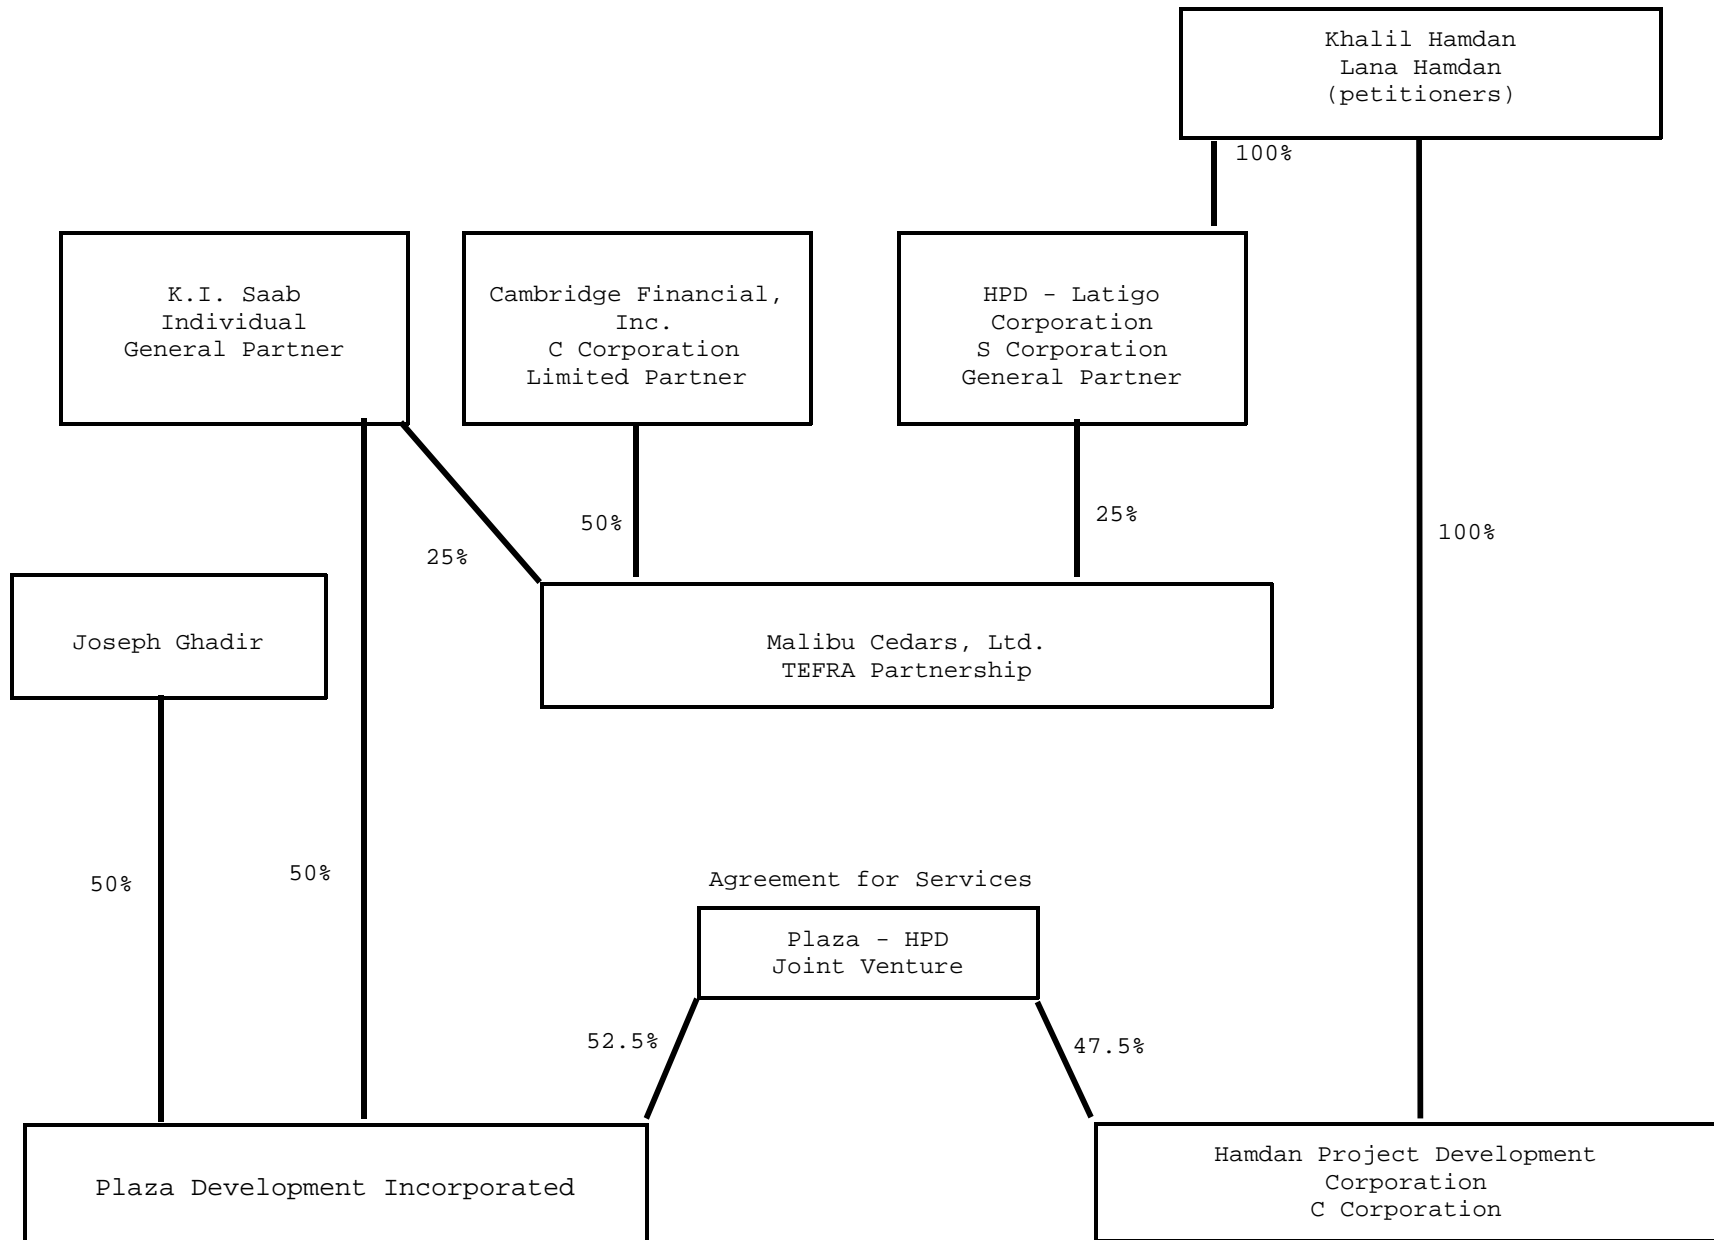 Khalil Hamdan
Lana Hamdan
(petitioners)
100%
K.I. Saab
Individual
General Partner
Cambridge Financial,
Inc.
C Corporation
Limited Partner
HPD - Latigo
Corporation
S Corporation
General Partner
25%
50%
25%
100%
Joseph Ghadir
Malibu Cedars, Ltd.
TEFRA Partnership
50%
50%
Agreement for Services
Plaza - HPD
Joint Venture
52.5%
47.5%
Plaza Development Incorporated
Hamdan Project Development
Corporation
C Corporation